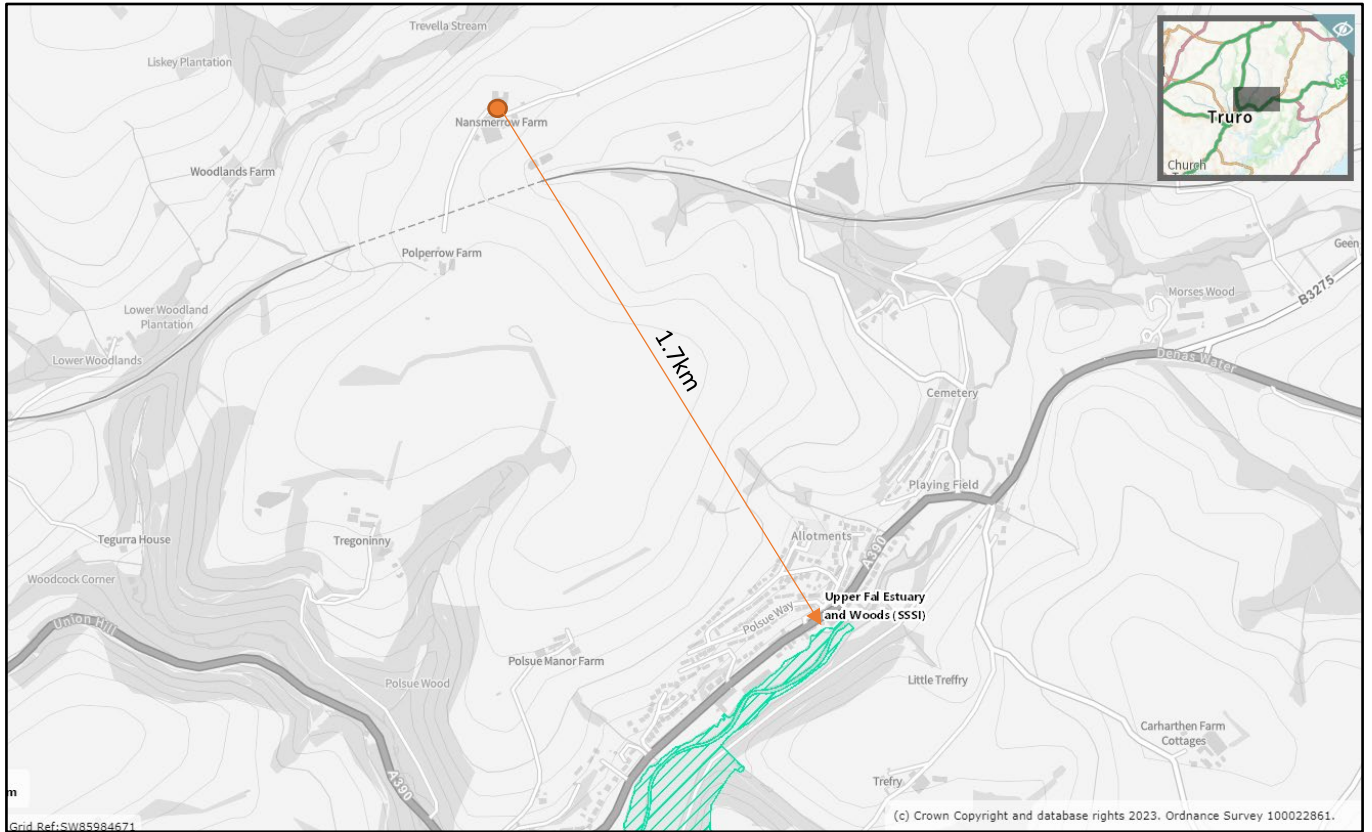 Trevella Stream
Liskey Plantation
Nansmerrow Farm
Woodlands Farm
Truro
Church
Polperrow Farm
Geen
Morses Wood
B3275
Lower Woodland
Plantation
Lower Woodlands
1.7km
Denas Water
Cemetery
Playing Field
Tegurra House
Tregoninny
Allotments
A390
Woodcock Corner
Upper Fal Estuary
and Woods (SSSI)
Polsue Way
Union Hill
Polsue Manor Farm
Polsue Wood
Little Treffry
Carharthen Farm
Cottages
A390
Trefry
m
Grid Ref:SW85984671
(c) Crown Copyright and database rights 2023. Ordnance Survey 100022861.